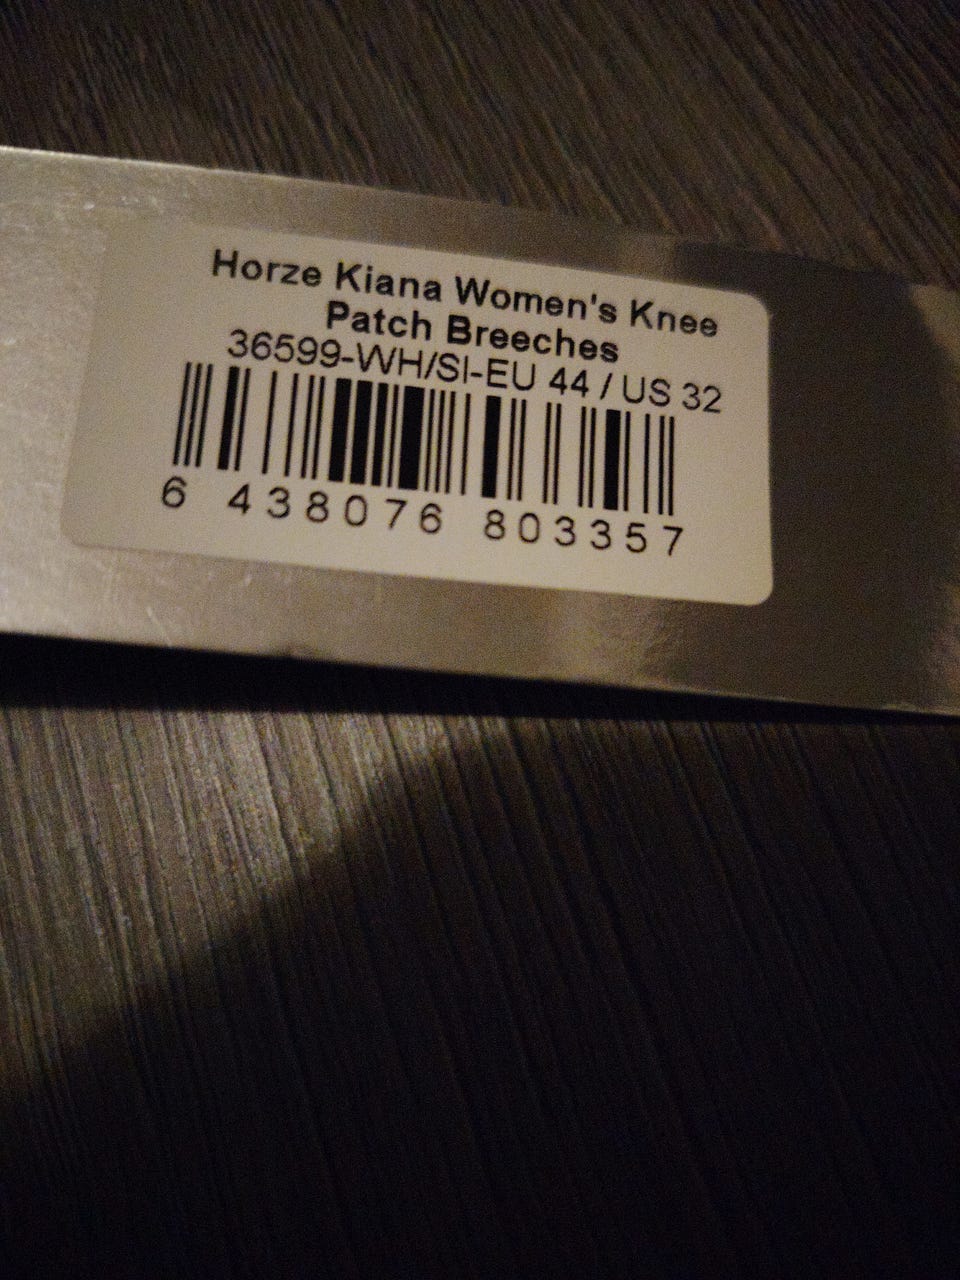 Horze Kiana Women's Knee
Patch Breeches
36599-WH/SI-EU 44 / US 32
6 438076 803357